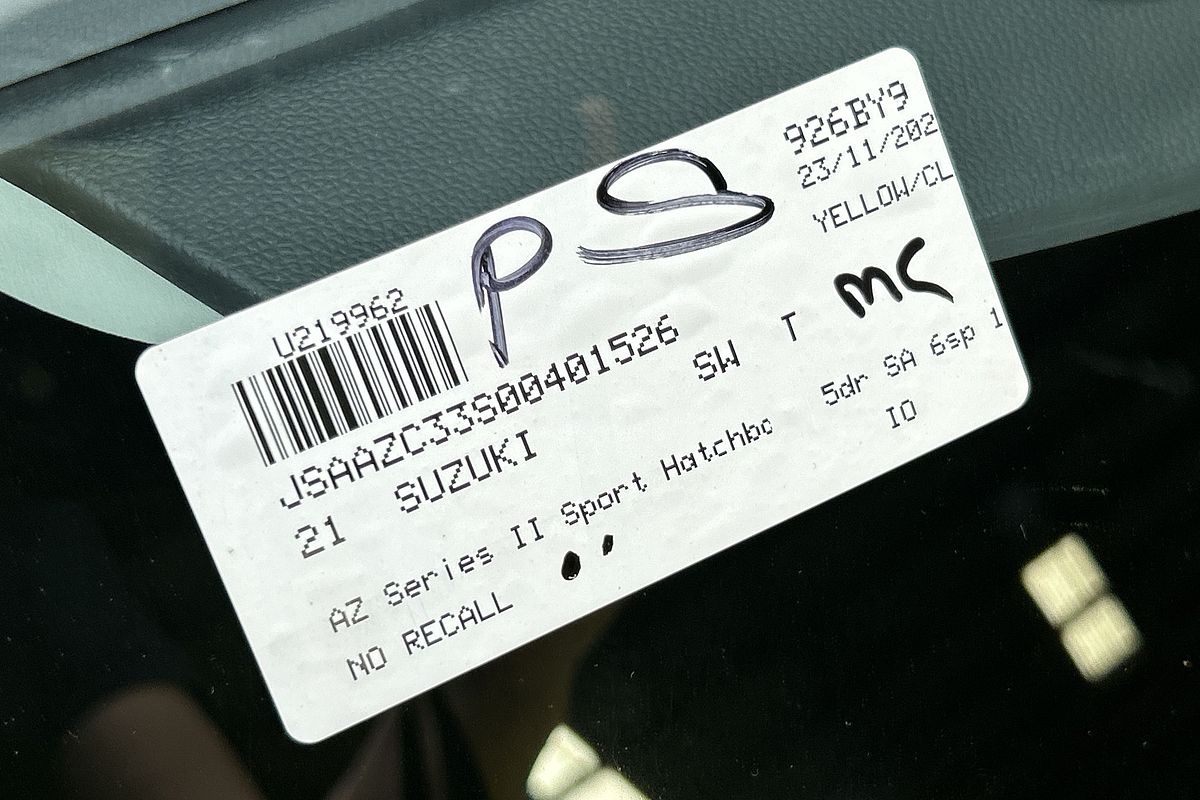 926BY9
23/11/202
YELLOW/CL
P S
MC
U219962
JSAAZC33S00401526
21 SUZUKI SW T
AZ Series II Sport Hatchbc 5dr SA 6sp 1
NO RECALL IO